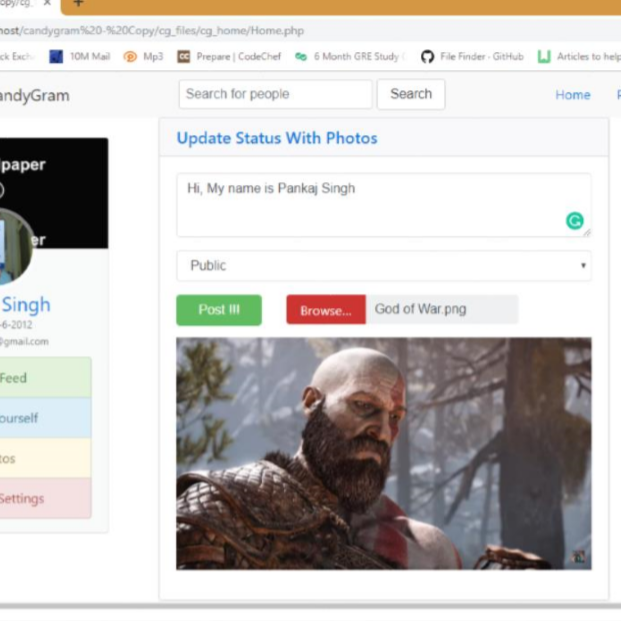 opy/cg_
ost/candygram%20-%20Copy/cg_files/cg_home/Home.php
ck Exch
10M Mail
Mp3
CC Prepare | CodeChef
6 Month GRE Study (
File Finder · GitHub
Articles to help
andyGram
Search for people
Search
Home
Update Status With Photos
paper
er
Hi, My name is Pankaj Singh
Public
Post !!!
Browse...
God of War.png
Singh
-6-2012
@gmail.com
Feed
ourself
tos
Settings